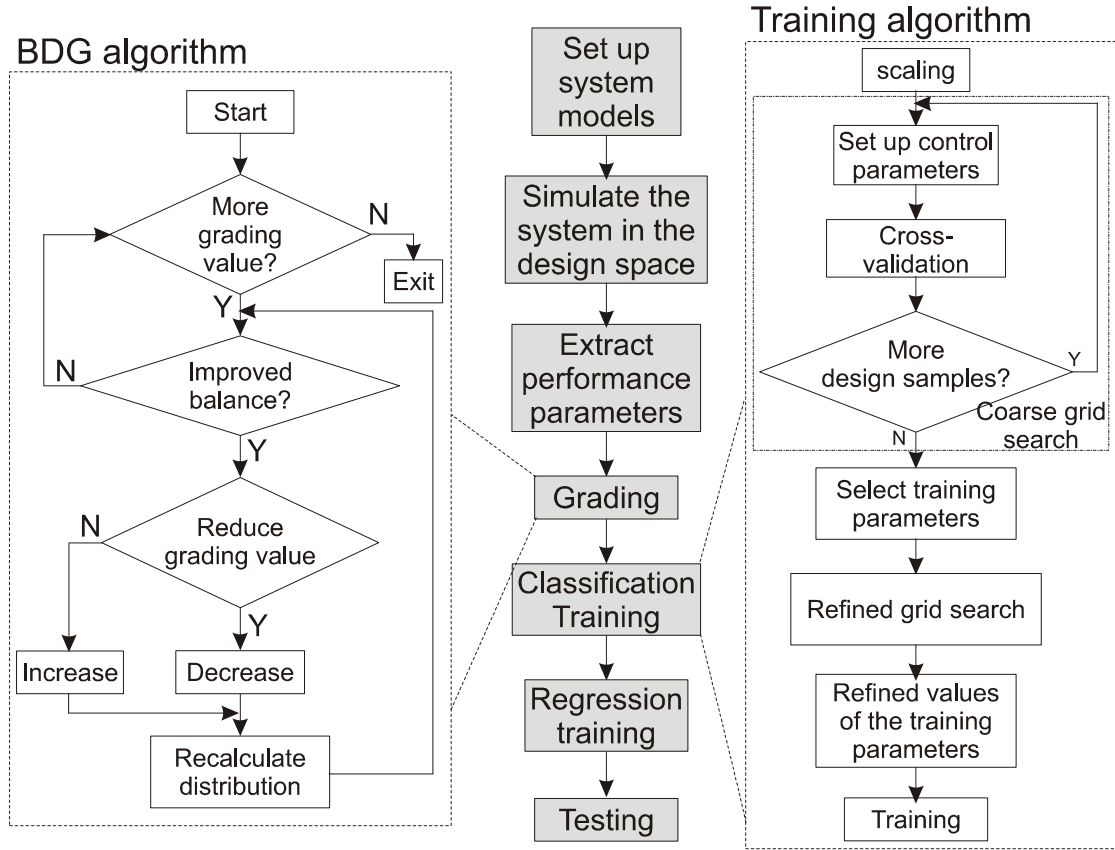 BDG algorithm
Start
More
grading
value?
N
Exit
Y
Improved
balance?
N
Y
Reduce
grading value
N
Y
Increase
Decrease
Recalculate
distribution
Set up
system
models
Simulate the
system in the
design space
Extract
performance
parameters
Grading
Classification
Training
Regression
training
Testing
Training algorithm
scaling
Set up control
parameters
Cross-
validation
More
design samples?
Y
N
Coarse grid
search
Select training
parameters
Refined grid search
Refined values
of the training
parameters
Training